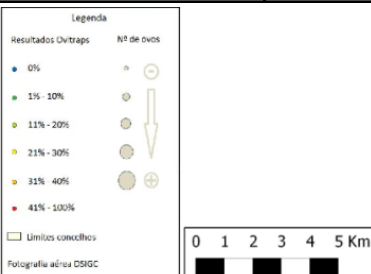 Legenda
Resultados Ovitraps Nº de ovos
0%
1% - 10%
11% - 20%
21% - 30%
31% - 40%
41% - 100%
Limites concelhos
Fotografia aérea DSIGC
0 1 2 3 4 5 Km